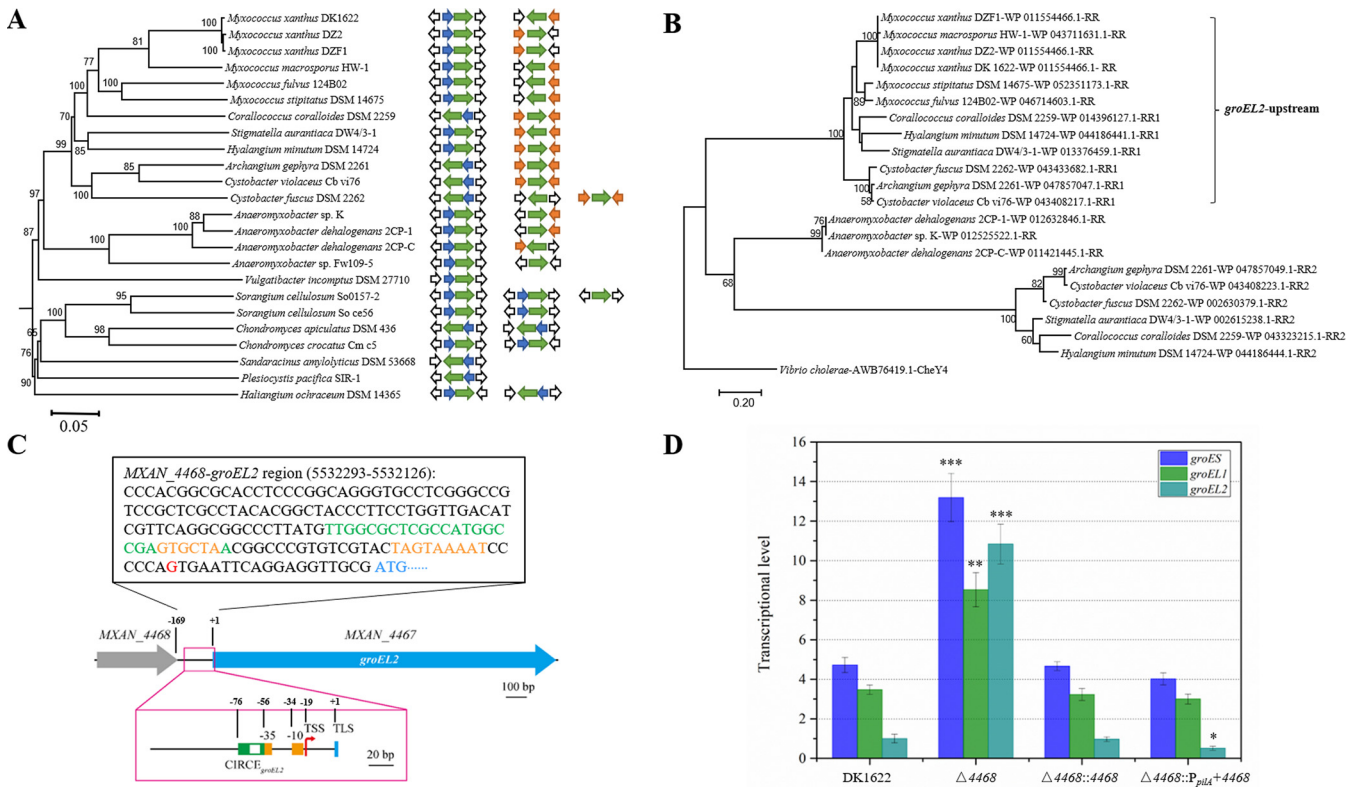 A
100
Myxococcus xanthus DK1622
Myxococcus xanthus DZ2
100
Myxococcus xanthus DZF1
81
Myxococcus macrosporus HW-1
77
100
Myxococcus fulvus 124B02
100
Myxococcus stipitatus DSM 14675
70
Corallococcus coralloides DSM 2259
99
Stigmatella aurantiaca DW4/3-1
85
Hyalangium minutum DSM 14724
85
Archangium gephyra DSM 2261
97
Cystobacter violaceus Cb vi76
100
Cystobacter fuscus DSM 2262
87
88
Anaeromyxobacter sp. K
100
Anaeromyxobacter dehalogenans 2CP-1
100
Anaeromyxobacter dehalogenans 2CP-C
Anaeromyxobacter sp. Fw109-5
Vulgatibacter incomptus DSM 27710
95
Sorangium cellulosum So0157-2
100
Sorangium cellulosum So ce56
65
98
Chondromyces apiculatus DSM 436
Chondromyces crocatus Cm c5
76
Sandaracinus amylolyticus DSM 53668
90
Plesiocystis pacifica SIR-1
Haliangium ochraceum DSM 14365
0.05
B
Myxococcus xanthus DZF1-WP 011554466.1-RR
100
Myxococcus macrosporus HW-1-WP 043711631.1-RR
Myxococcus xanthus DZ2-WP 011554466.1-RR
Myxococcus xanthus DK 1622-WP 011554466.1-RR
Myxococcus stipitatus DSM 14675-WP 052351173.1-RR
89
Myxococcus fulvus 124B02-WP 046714603.1-RR
Corallococcus coralloides DSM 2259-WP 014396127.1-RR1
100
Hyalangium minutum DSM 14724-WP 044186441.1-RR1
Stigmatella aurantiaca DW4/3-1-WP 013376459.1-RR1
Cystobacter fuscus DSM 2262-WP 043433682.1-RR1
100
Archangium gephyra DSM 2261-WP 047857047.1-RR1
58
Cystobacter violaceus Cb vi76-WP 043408217.1-RR1
groEL2-upstream
76
Anaeromyxobacter dehalogenans 2CP-1-WP 012632846.1-RR
99
Anaeromyxobacter sp. K-WP 012525522.1-RR
Anaeromyxobacter dehalogenans 2CP-C-WP 011421445.1-RR
68
99
Archangium gephyra DSM 2261-WP 047857049.1-RR2
82
Cystobacter violaceus Cb vi76-WP 043408223.1-RR2
Cystobacter fuscus DSM 2262-WP 002630379.1-RR2
100
Stigmatella aurantiaca DW4/3-1-WP 002615238.1-RR2
60
Corallococcus coralloides DSM 2259-WP 043323215.1-RR2
Hyalangium minutum DSM 14724-WP 044186444.1-RR2
Vibrio cholerae-AWB76419.1-CheY4
0.20
C
MXAN_4468-groEL2 region (5532293-5532126):
CCCACGGCGCACCTCCCGGCAGGGTGCCTCGGGCCG
TCCGCTCGCCTACACGGCTACCCTTCCTGGTTGACAT
CGTTCAGGCGGCCCTTATGTTGGCGCTCGCCATGGC
CGAGTGCTAACGGCCCGTGTCGTACTAGTAAAATCC
CCCCAGTGAATTCAGGAGGTTGCG ATG......
-169
+1
MXAN_4468
MXAN_4467
groEL2
100 bp
-76
-56
-34
-19
+1
TSS
TLS
-35
-10
CIRCE groEL2
20 bp
D
Transcriptional level
16
14
12
10
8
6
4
2
0
groES
groEL1
groEL2
***
**
***
*
DK1622
△4468
△4468::4468
△4468::PpilA+4468